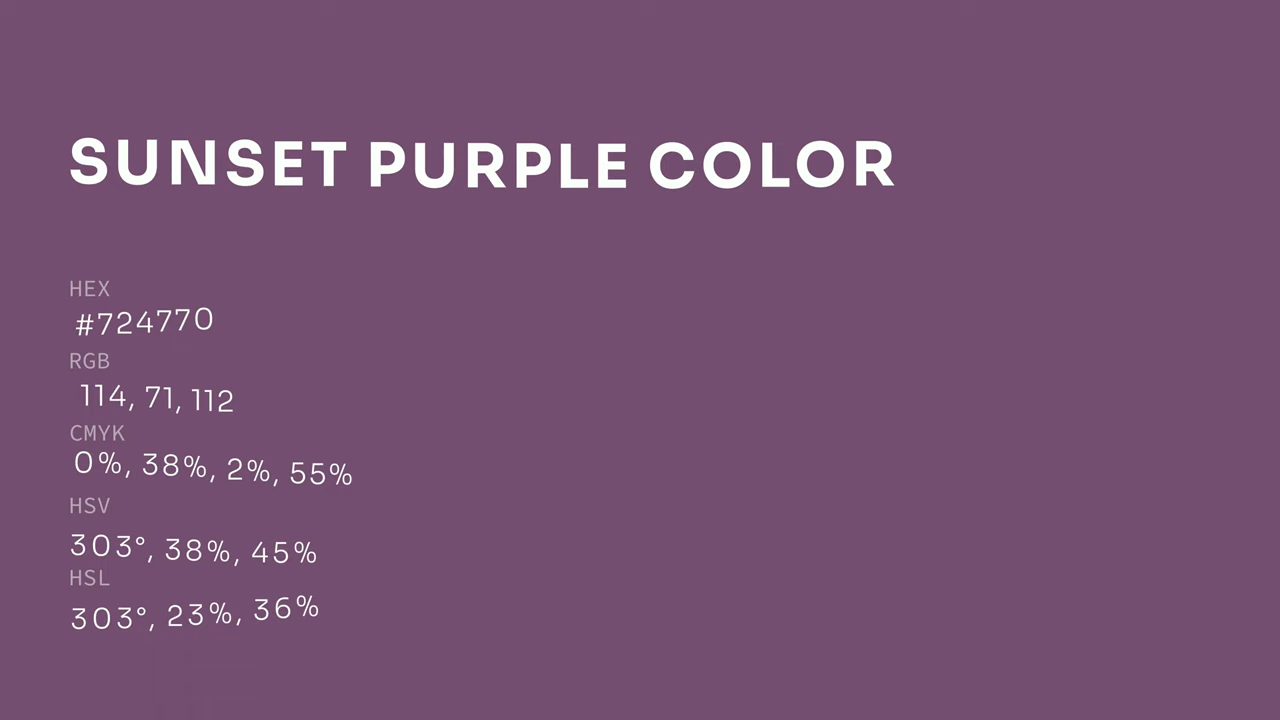 SUNSET PURPLE COLOR
HEX
#724770
RGB
114, 71, 112
CMYK
0%, 38%, 2%, 55%
HSV
303°, 38%, 45%
HSL
303°, 23%, 36%